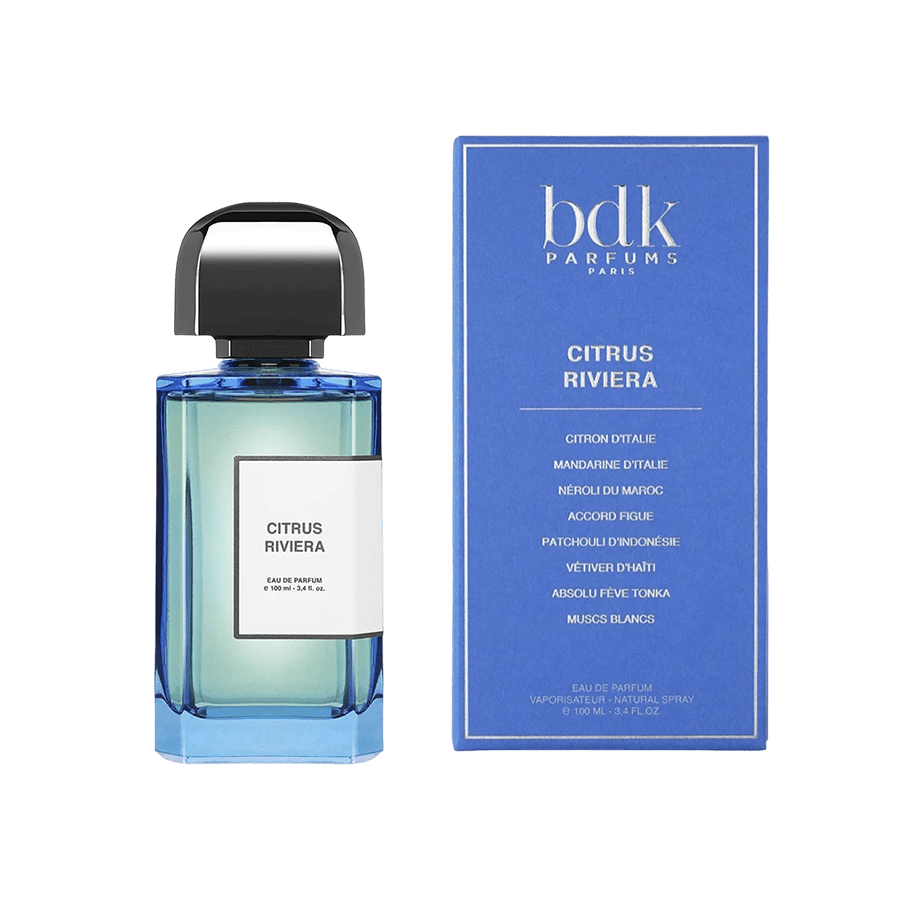 CITRUS
RIVIERA
EAU DE PARFUM
e 100 ml - 3,4 fl. oz.
bdk
PARFUMS
PARIS
CITRUS
RIVIERA
CITRON D'ITALIE
MANDARINE D'ITALIE
NÉROLI DU MAROC
ACCORD FIGUE
PATCHOULI D'INDONÉSIE
VÉTIVER D'HAÏTI
ABSOLU FÈVE TONKA
MUSCS BLANCS
EAU DE PARFUM
VAPORISATEUR - NATURAL SPRAY
e 100 ML - 3.4 FL.OZ.